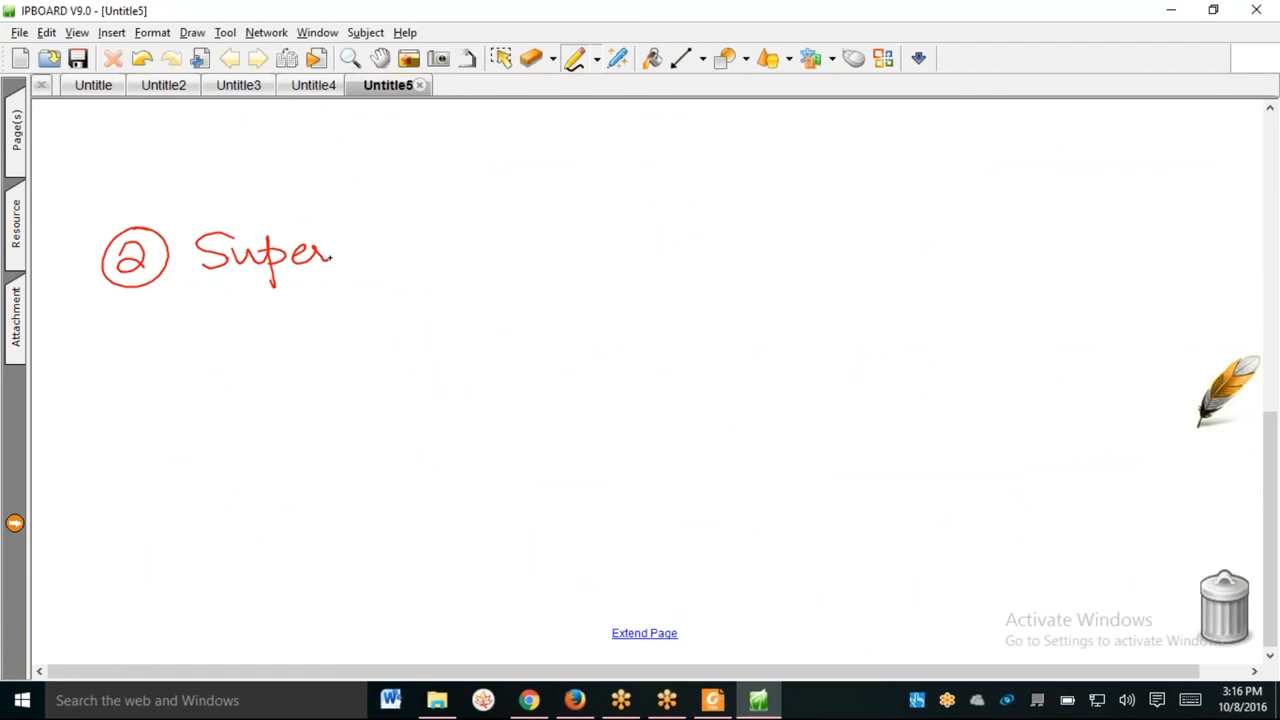 IPBOARD V9.0 - [Untitle5]
File Edit View Insert Format Draw Tool Network Window Subject Help
Untitle Untitle2 Untitle3 Untitle4 Untitle5
Page(s)
Resource
Attachment
② Super
Extend Page
Activate Windows
Go to Settings to activate Windo
Search the web and Windows
3:16 PM
10/8/2016